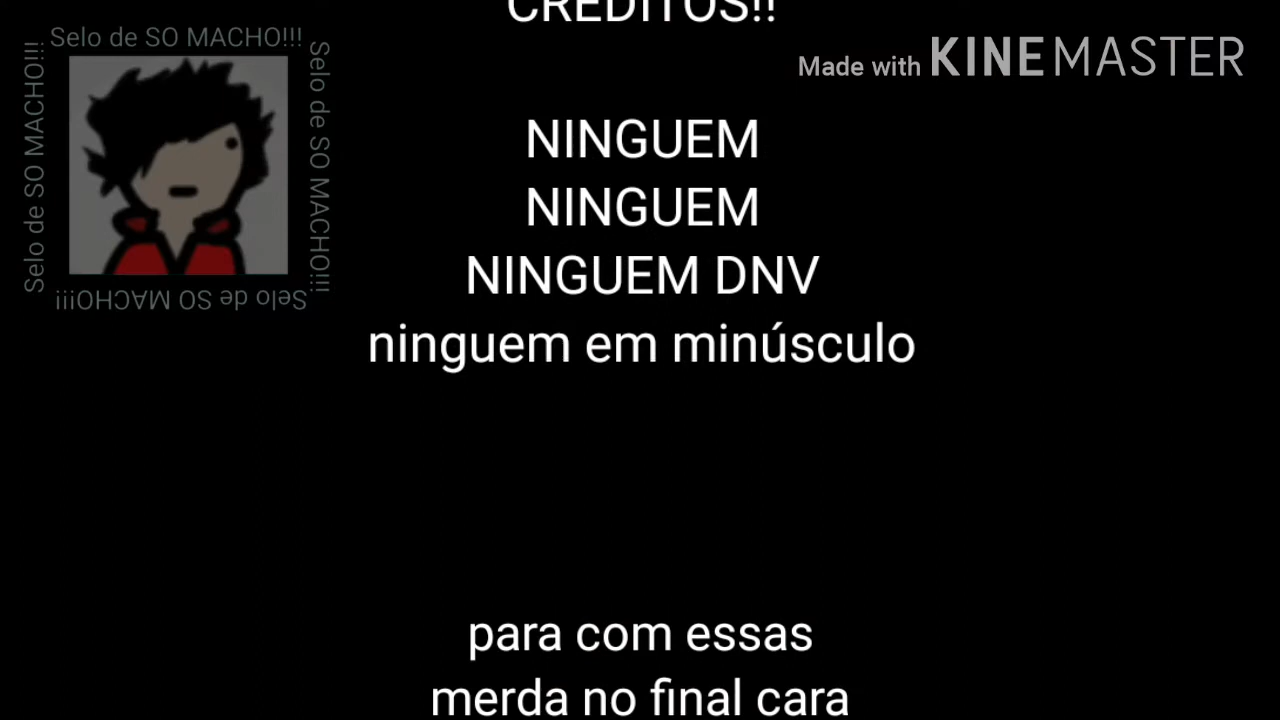 CREDITOS!!
Selo de SO MACHO!!!
Selo de SO MACHO!!!
Selo de SO MACHO!!!
Selo de SO MACHO!!!
Made with KINEMASTER
NINGUEM
NINGUEM
NINGUEM DNV
ninguem em minúsculo
para com essas
merda no final cara